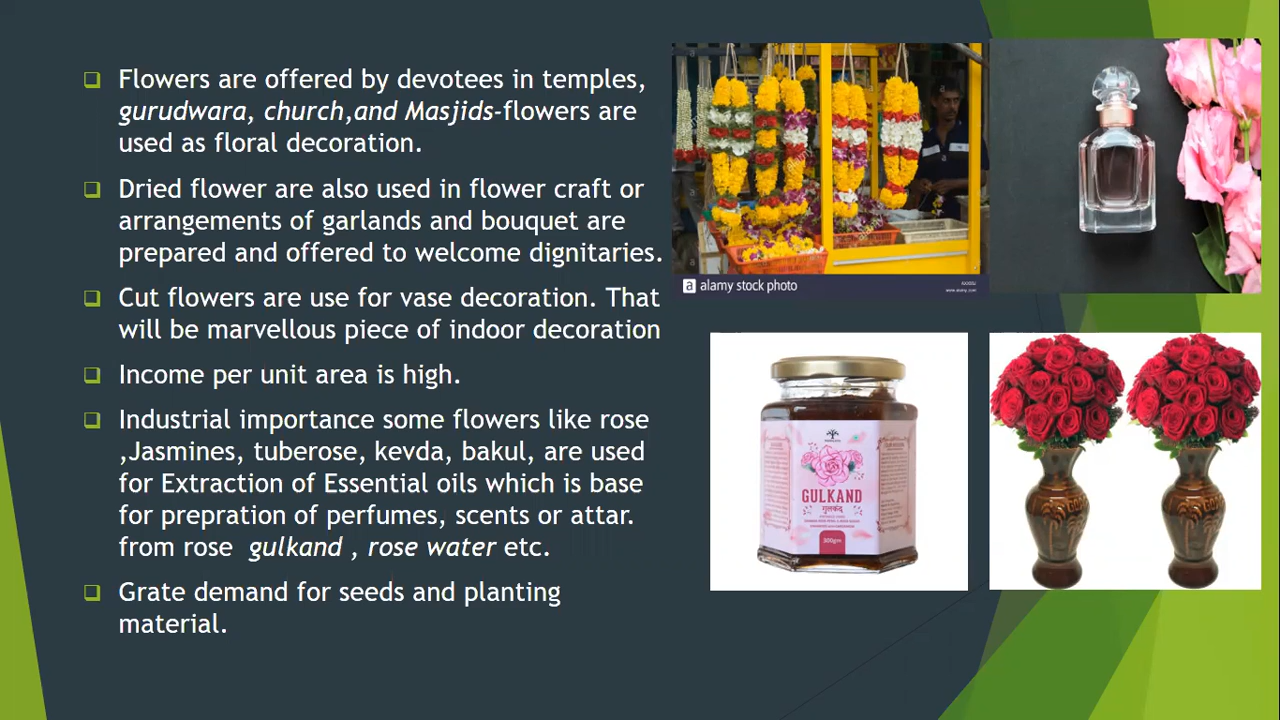 Flowers are offered by devotees in temples,
gurudwara, church,and Masjids-flowers are
used as floral decoration.
Dried flower are also used in flower craft or
arrangements of garlands and bouquet are
prepared and offered to welcome dignitaries.
Cut flowers are use for vase decoration. That
will be marvellous piece of indoor decoration
Income per unit area is high.
Industrial importance some flowers like rose
,Jasmines, tuberose, kevda, bakul, are used
for Extraction of Essential oils which is base
for prepration of perfumes, scents or attar.
from rose gulkand , rose water etc.
Grate demand for seeds and planting
material.
a alamy stock photo
www.alamy.com
GULKAND
गुलकंद
300gm